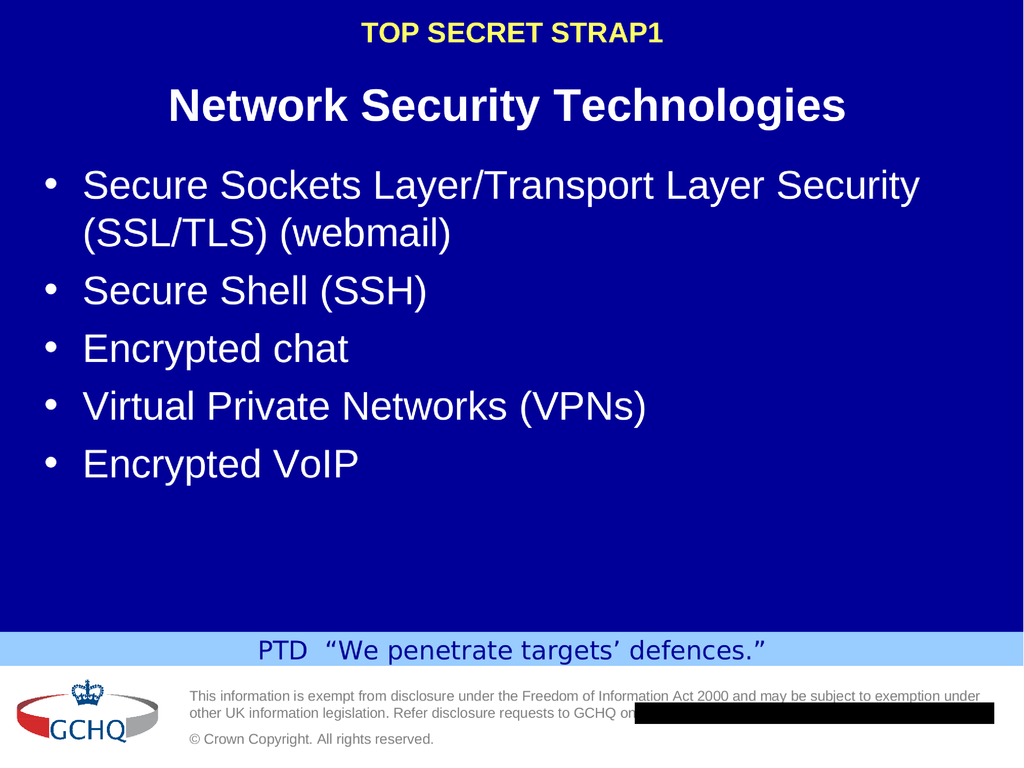 TOP SECRET STRAP1
Network Security Technologies
• Secure Sockets Layer/Transport Layer Security
(SSL/TLS) (webmail)
• Secure Shell (SSH)
• Encrypted chat
• Virtual Private Networks (VPNs)
• Encrypted VoIP
PTD “We penetrate targets’ defences.”
GCHQ
This information is exempt from disclosure under the Freedom of Information Act 2000 and may be subject to exemption under
other UK information legislation. Refer disclosure requests to GCHQ on
© Crown Copyright. All rights reserved.